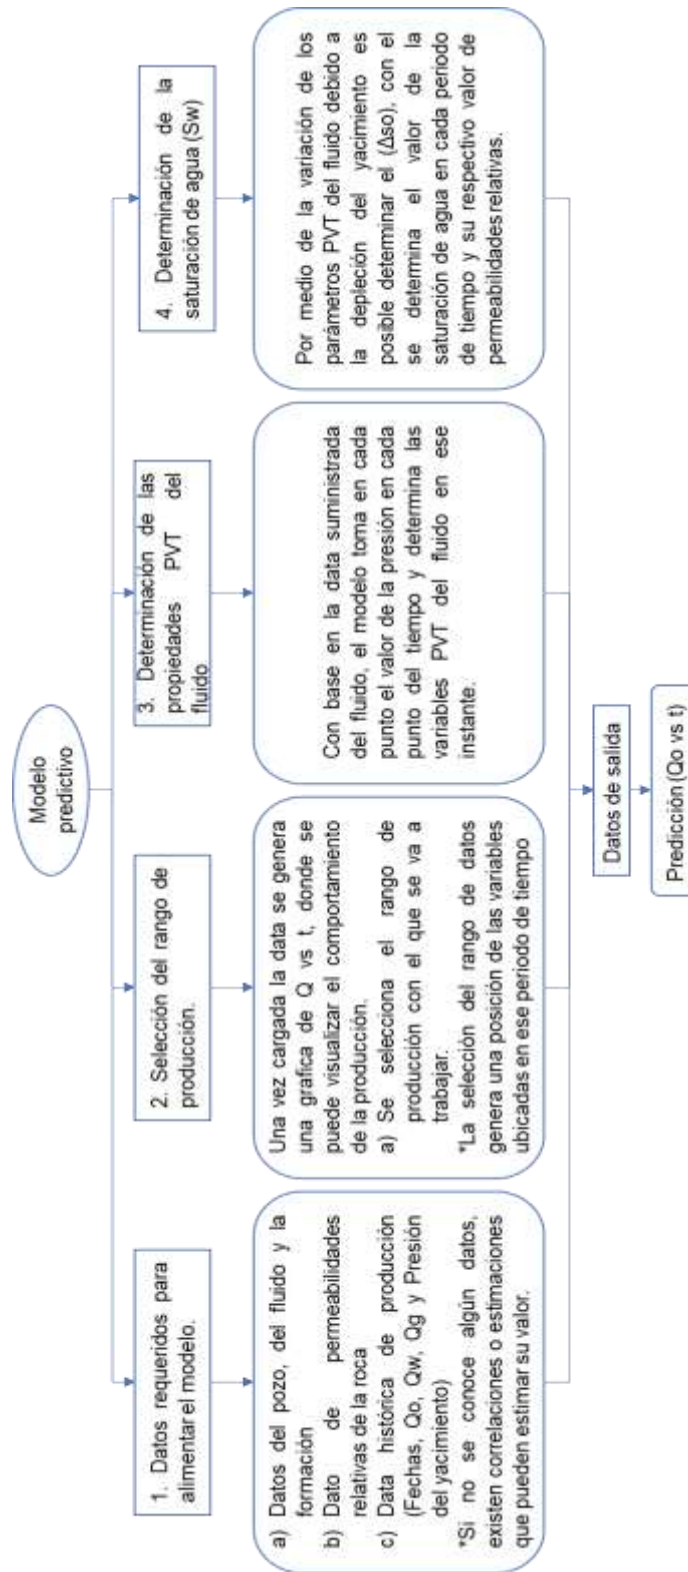 Modelo
predictivo
1. Datos requeridos para
alimentar el modelo.
a) Datos del pozo, del fluido y la
formación
b) Dato de permeabilidades
relativas de la roca
c) Data histórica de producción
(Fechas, Qo, Qw, Qg y Presión
del yacimiento)
*Si no se conoce algún datos,
existen correlaciones o estimaciones
que pueden estimar su valor.
2. Selección del rango de
producción.
Una vez cargada la data se genera
una grafica de Q vs t, donde se
puede visualizar el comportamiento
de la producción.
a) Se selecciona el rango de
producción con el que se va a
trabajar.
*La selección del rango de datos
genera una posición de las variables
ubicadas en ese periodo de tiempo
3. Determinación de las
propiedades PVT del
fluido
Con base en la data suministrada
del fluido, el modelo toma en cada
punto el valor de la presión en cada
punto del tiempo y determina las
variables PVT del fluido en ese
instante.
4. Determinación de la
saturación de agua (Sw)
Por medio de la variación de los
parámetros PVT del fluido debido a
la depleción del yacimiento es
posible determinar el (Δso), con el
se determina el valor de la
saturación de agua en cada periodo
de tiempo y su respectivo valor de
permeabilidades relativas.
Datos de salida
Predicción (Qo vs t)